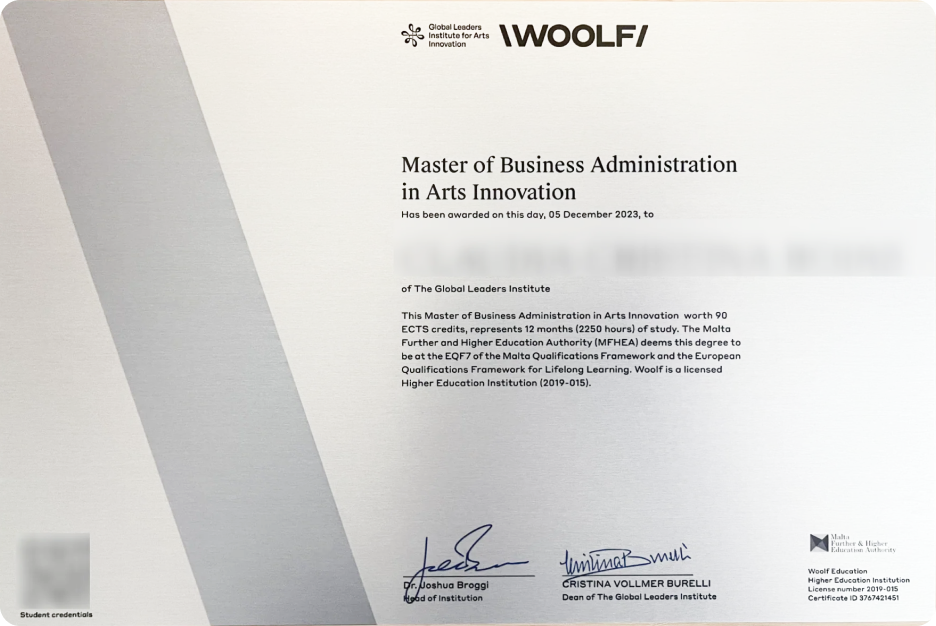 Global Leaders
Institute for Arts
Innovation
\WOOLF/
Master of Business Administration
in Arts Innovation
Has been awarded on this day, 05 December 2023, to
of The Global Leaders Institute
This Master of Business Administration in Arts Innovation worth 90
ECTS credits, represents 12 months (2250 hours) of study. The Malta
Further and Higher Education Authority (MFHEA) deems this degree to
be at the EQF7 of the Malta Qualifications Framework and the European
Qualifications Framework for Lifelong Learning. Woolf is a licensed
Higher Education Institution (2019-015).
Dr. Joshua Broggi
Head of Institution
CRISTINA VOLLMER BURELLI
Dean of The Global Leaders Institute
Malta
Further & Higher
Education Authority
Woolf Education
Higher Education Institution
License number 2019-015
Certificate ID 3767421451
Student credentials